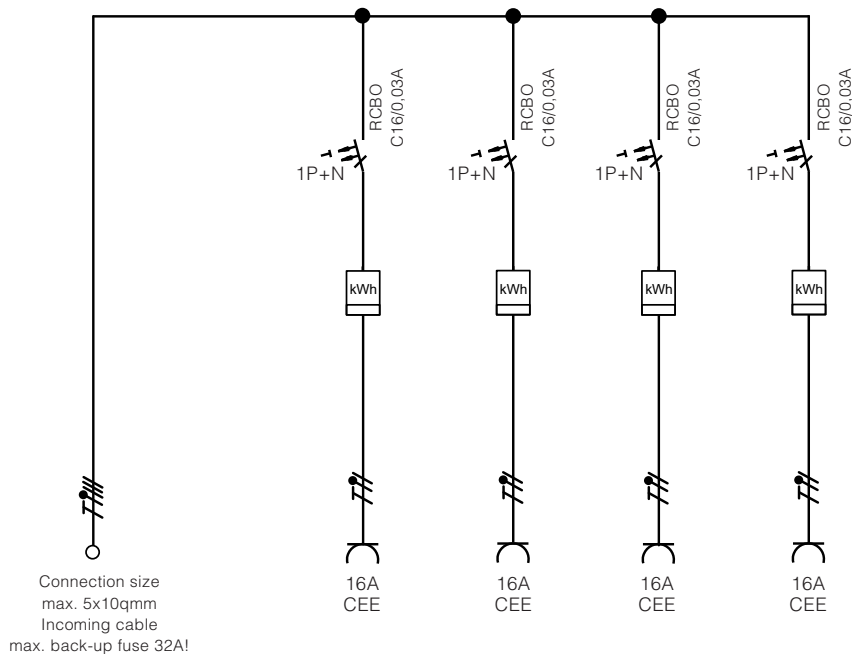 RCBO
C16/0,03A
RCBO
C16/0,03A
RCBO
C16/0,03A
RCBO
C16/0,03A
1P+N
1P+N
1P+N
1P+N
kWh
kWh
kWh
kWh
Connection size
max. 5x10qmm
Incoming cable
max. back-up fuse 32A!
16A
CEE
16A
CEE
16A
CEE
16A
CEE